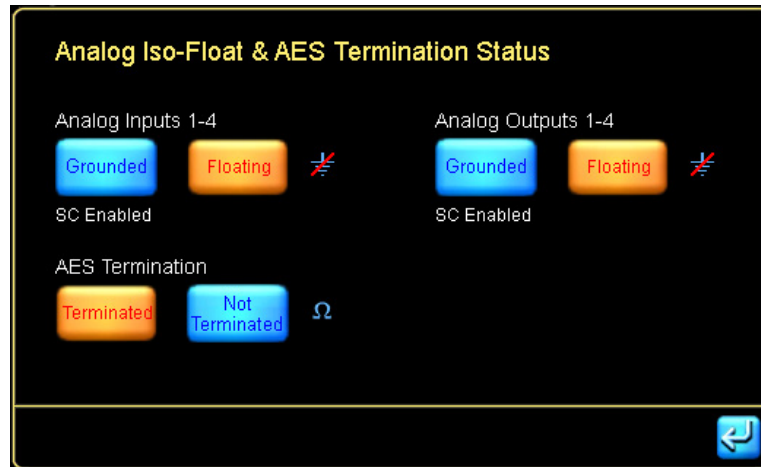 Analog Iso-Float & AES Termination Status
Analog Inputs 1-4
Grounded
Floating
SC Enabled
Analog Outputs 1-4
Grounded
Floating
SC Enabled
AES Termination
Terminated
Not
Terminated
Ω